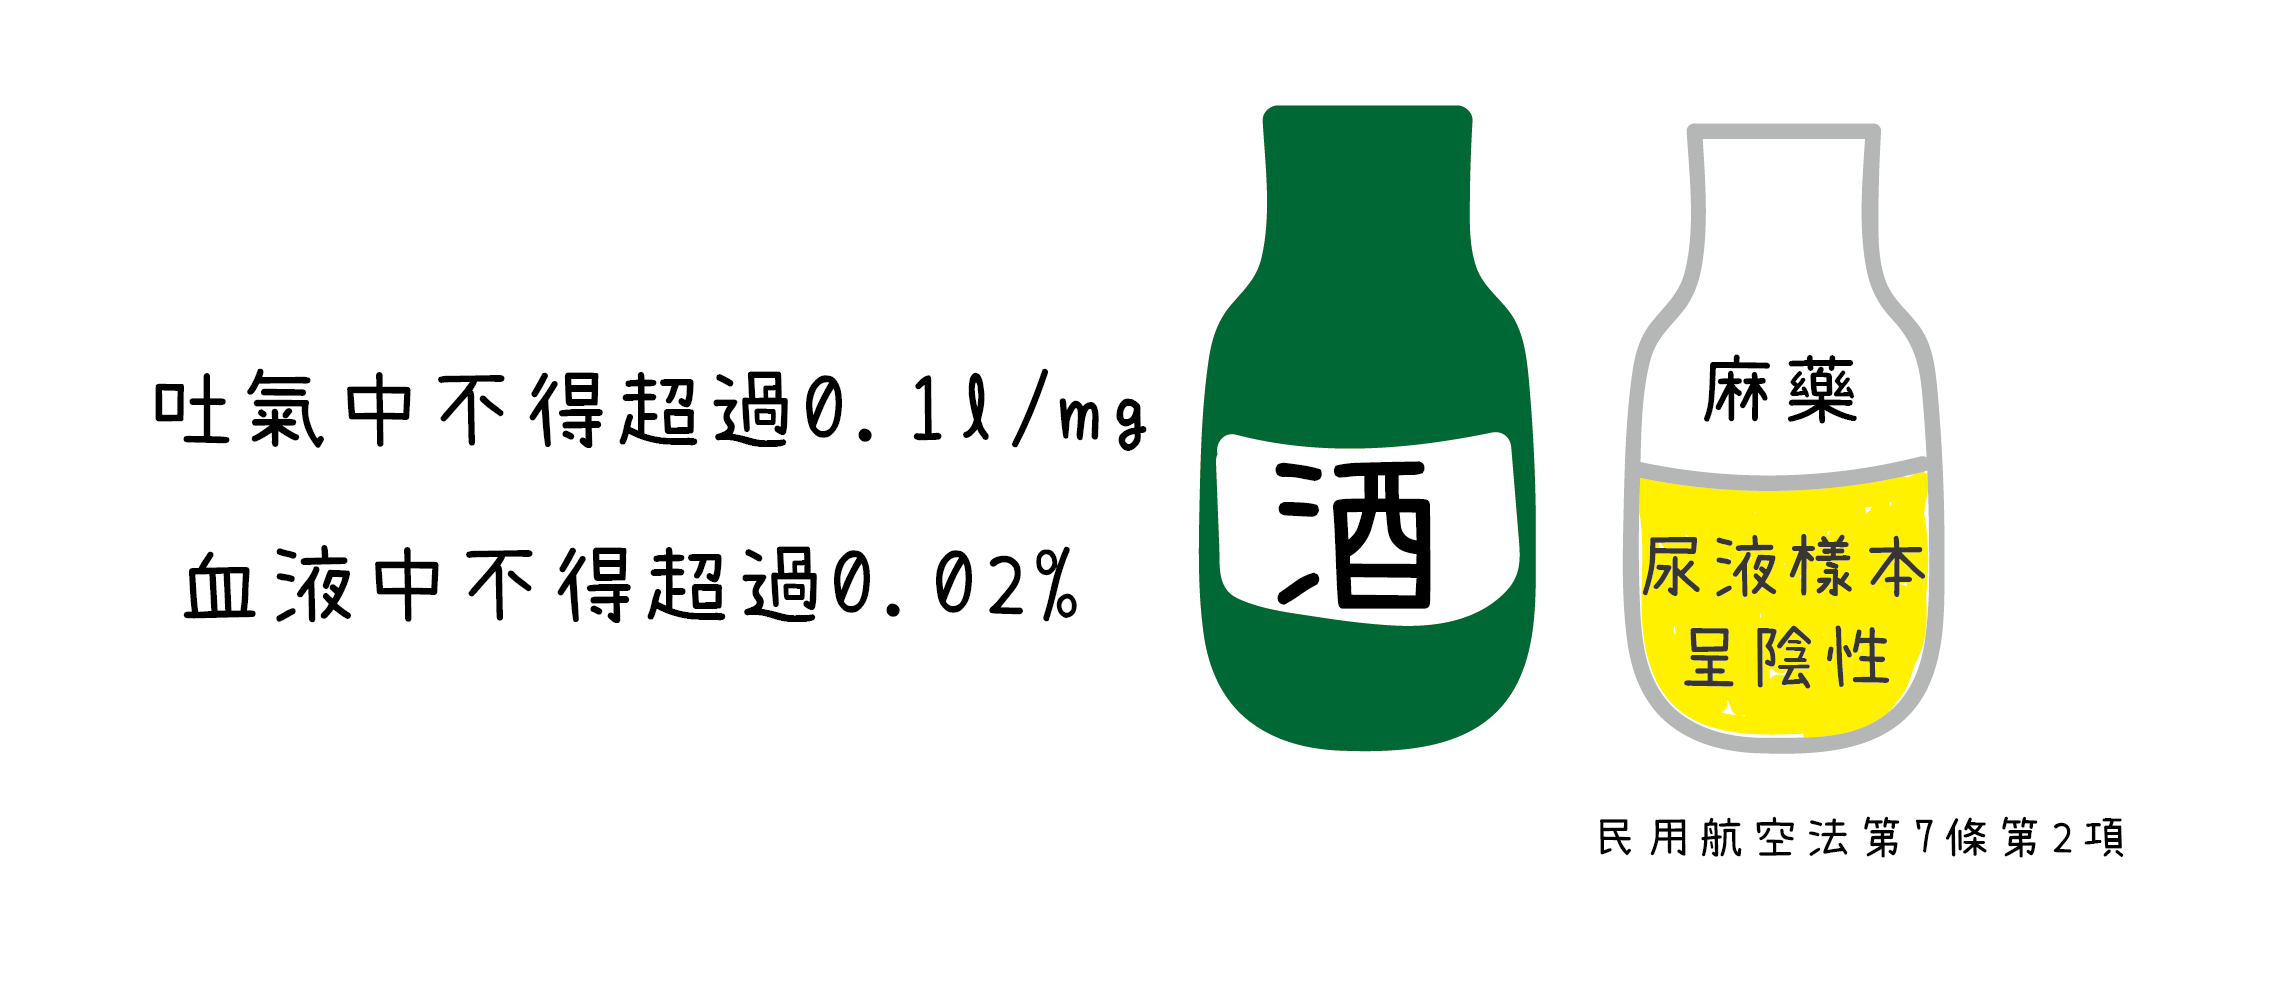 吐氣中不得超過0.1l/mg
血液中不得超過0.02%
酒
麻藥
尿液樣本
呈陰性
民用航空法第7條第2項